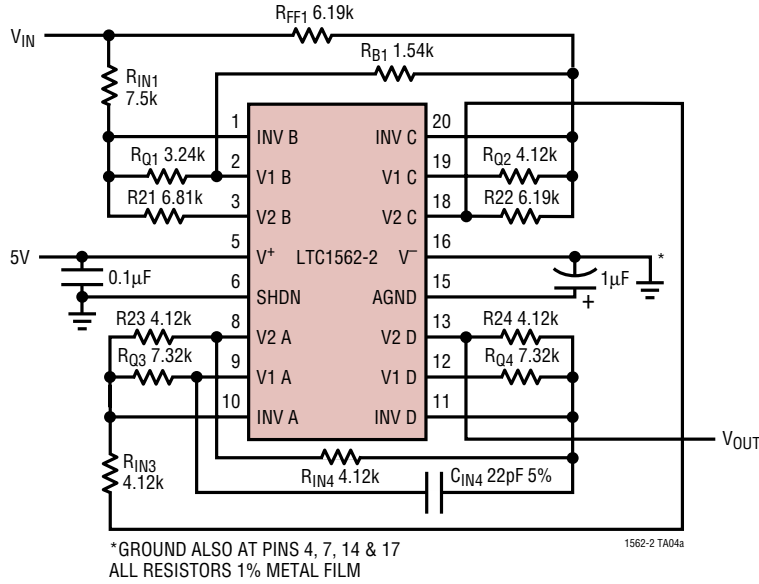 RFF1 6.19k
VIN
RB1 1.54k
RIN1
7.5k
1 INV B INV C 20
RQ1 3.24k 2 V1 B V1 C 19 RQ2 4.12k
R21 6.81k 3 V2 B V2 C 18 R22 6.19k
5V 5 V+ LTC1562-2 V– 16 *
0.1µF 6 SHDN AGND 15 1µF
+
R23 4.12k 8 V2 A V2 D 13 R24 4.12k
RQ3 7.32k 9 V1 A V1 D 12 RQ4 7.32k
10 INV A INV D 11
VOUT
RIN3
4.12k
RIN4 4.12k CIN4 22pF 5%
*GROUND ALSO AT PINS 4, 7, 14 & 17
ALL RESISTORS 1% METAL FILM
1562-2 TA04a